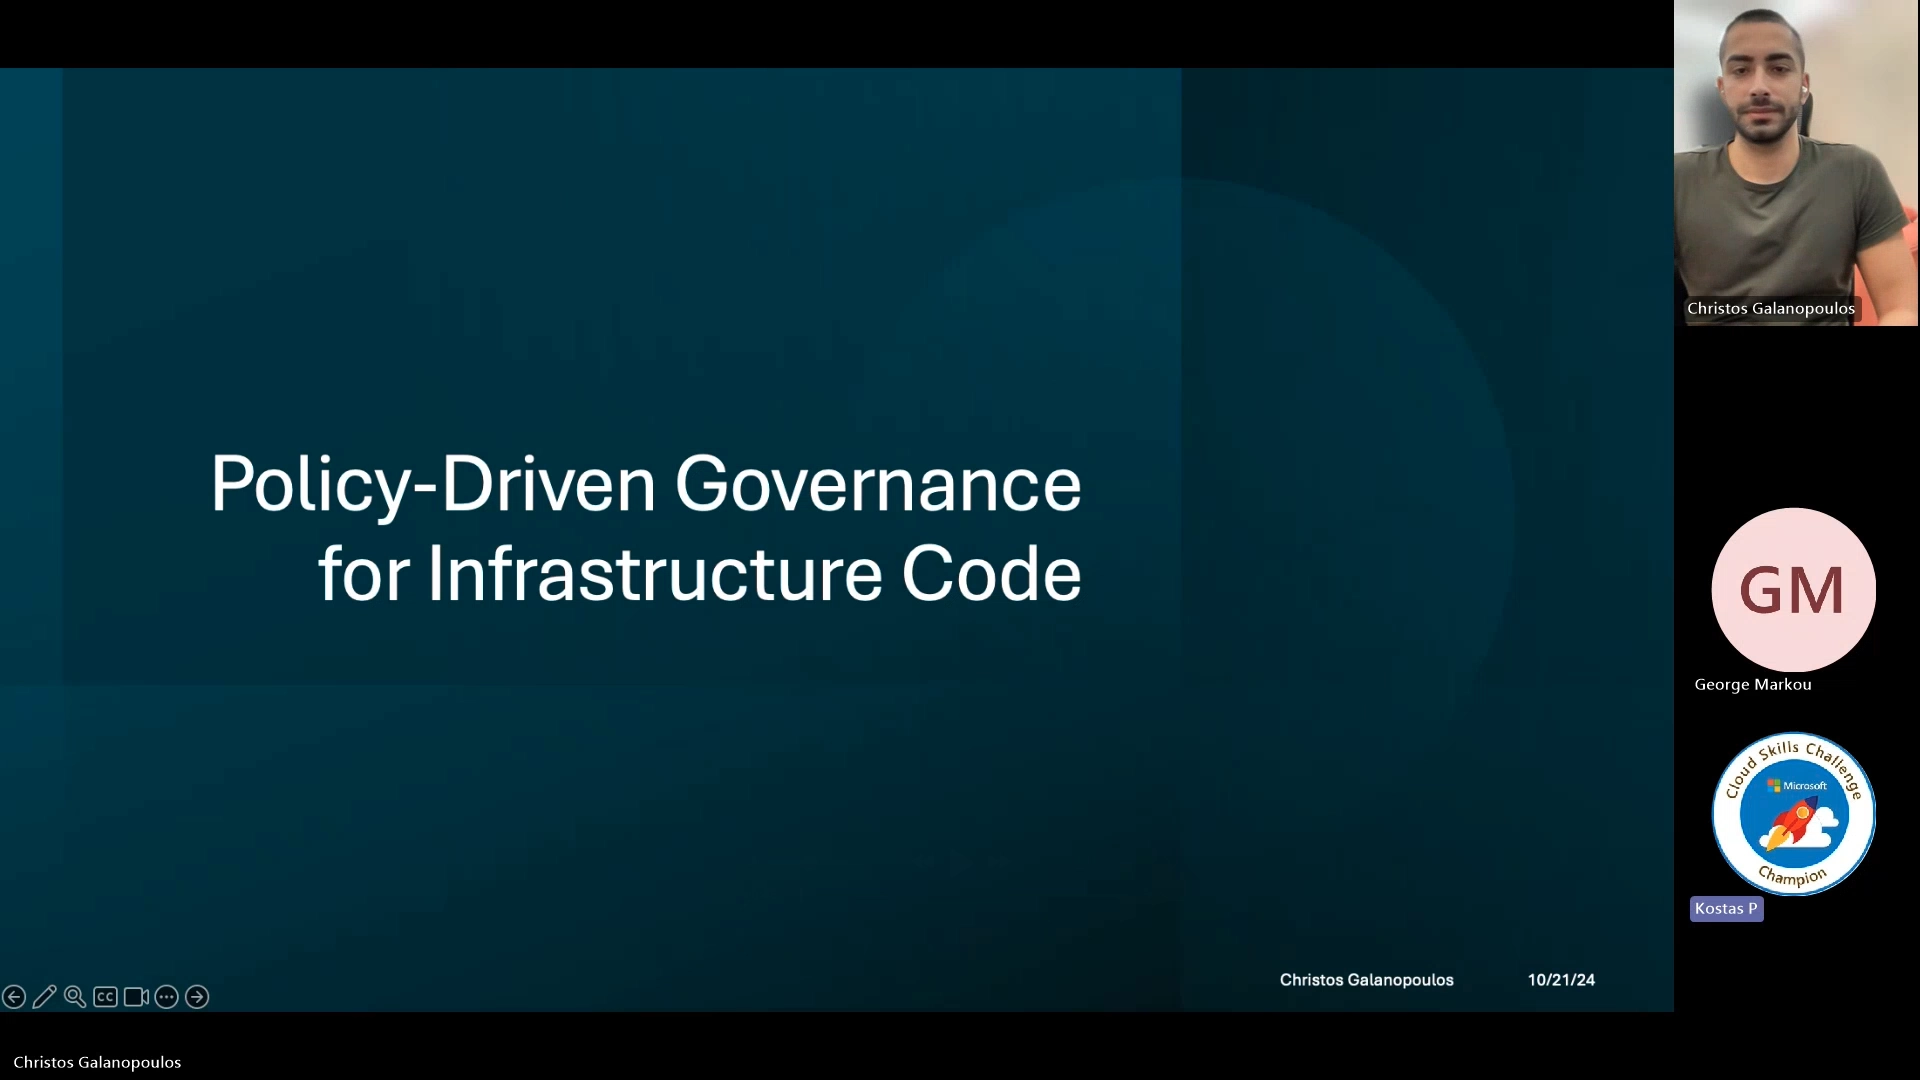 Policy-Driven Governance
for Infrastructure Code
Christos Galanopoulos
10/21/24
CC
Christos Galanopoulos
Christos Galanopoulos
GM
George Markou
Cloud Skills Challenge
Microsoft
Champion
Kostas P